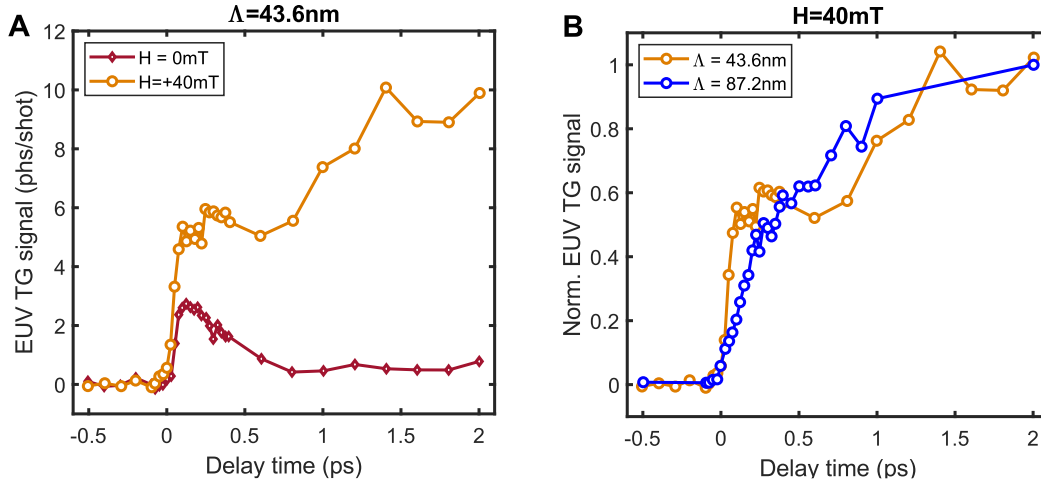 A
Λ=43.6nm
12
10
8
6
4
2
0
EUV TG signal (phs/shot)
H = 0mT
H=+40mT
-0.5
0
0.5
1
1.5
2
Delay time (ps)
B
H=40mT
1
0.8
0.6
0.4
0.2
0
Norm. EUV TG signal
Λ = 43.6nm
Λ = 87.2nm
-0.5
0
0.5
1
1.5
2
Delay time (ps)